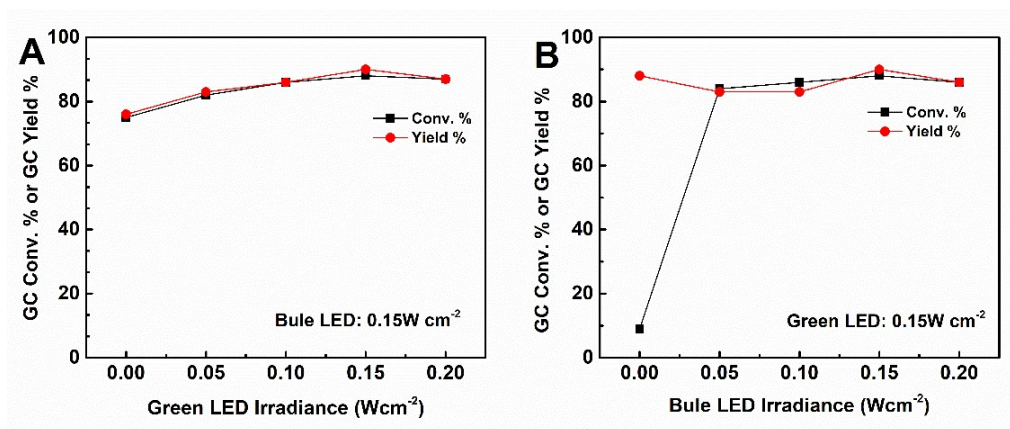 A
GC Conv. % or GC Yield %
100
80
60
40
20
0
Conv. %
Yield %
Bule LED: 0.15W cm-2
0.00 0.05 0.10 0.15 0.20
Green LED Irradiance (Wcm-2)
B
GC Conv. % or GC Yield %
100
80
60
40
20
0
Conv. %
Yield %
Green LED: 0.15W cm-2
0.00 0.05 0.10 0.15 0.20
Bule LED Irradiance (Wcm-2)